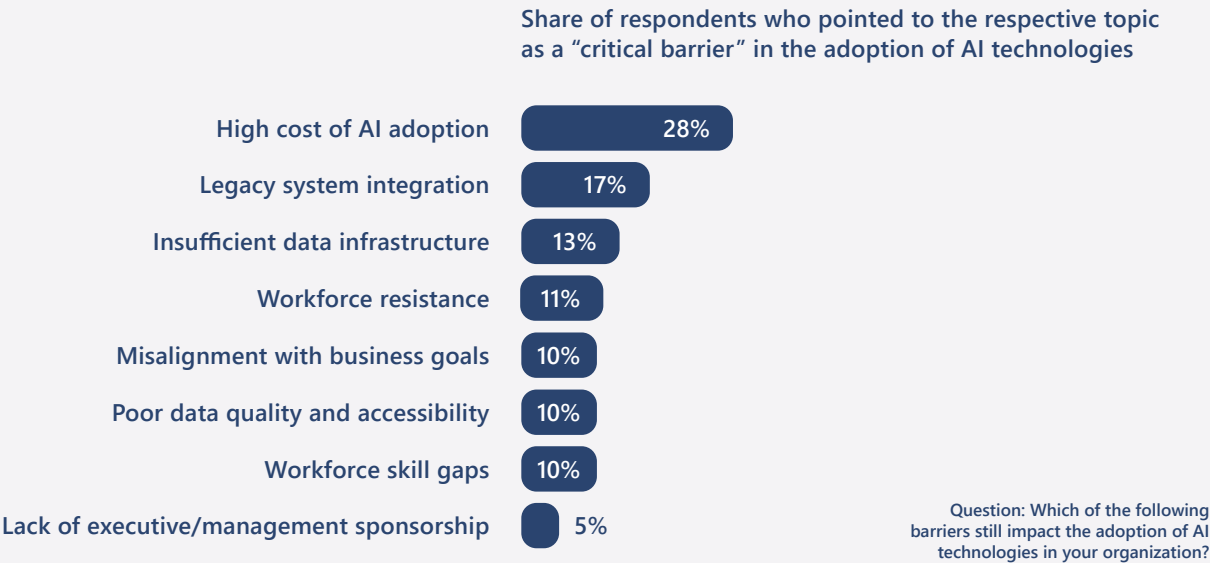 Share of respondents who pointed to the respective topic
as a “critical barrier” in the adoption of AI technologies
High cost of AI adoption 28%
Legacy system integration 17%
Insufficient data infrastructure 13%
Workforce resistance 11%
Misalignment with business goals 10%
Poor data quality and accessibility 10%
Workforce skill gaps 10%
Lack of executive/management sponsorship 5%
Question: Which of the following
barriers still impact the adoption of AI
technologies in your organization?